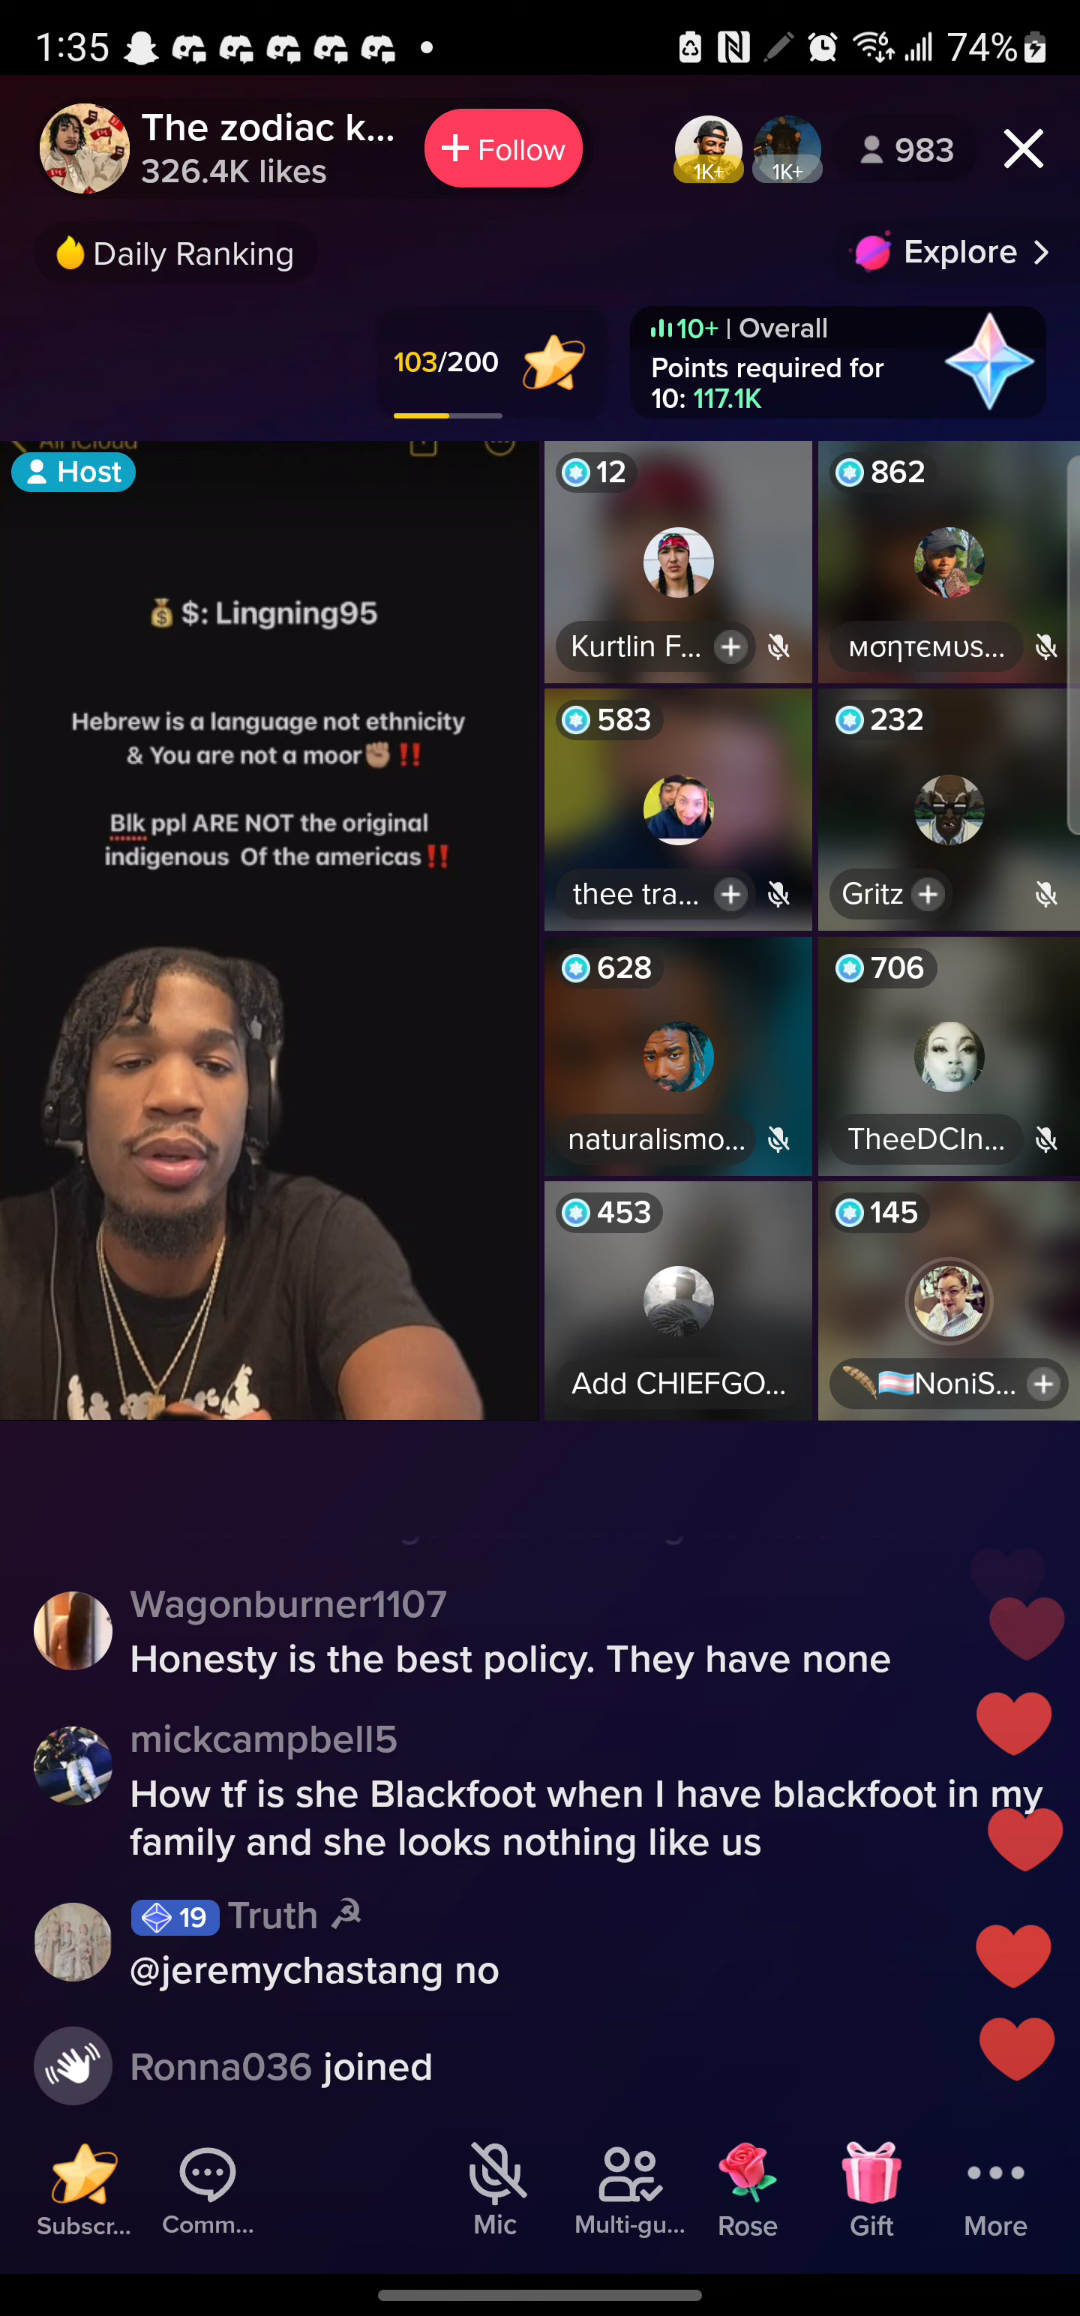 1:35
74%
The zodiac k...
326.4K likes
+ Follow
1K+
1K+
983
Daily Ranking
Explore >
103/200
10+ | Overall
Points required for
10: 117.1K
All iCloud
Host
$: Lingning95
Hebrew is a language not ethnicity
& You are not a moor✊🏽‼️
Blk ppl ARE NOT the original
indigenous Of the americas‼️
12
Kurtlin F...
862
мσηтємυѕ...
583
thee tra...
232
Gritz
628
naturalismo...
706
TheeDCIn...
453
Add CHIEFGO...
145
🪶🏳️‍⚧️NoniS...
Wagonburner1107
Honesty is the best policy. They have none
mickcampbell5
How tf is she Blackfoot when I have blackfoot in my
family and she looks nothing like us
19 Truth ☭
@jeremychastang no
Ronna036 joined
Subscr...
Comm...
Mic
Multi-gu...
Rose
Gift
More